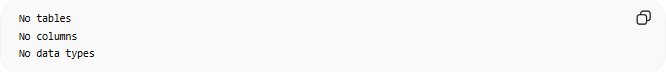 No tables
No columns
No data types